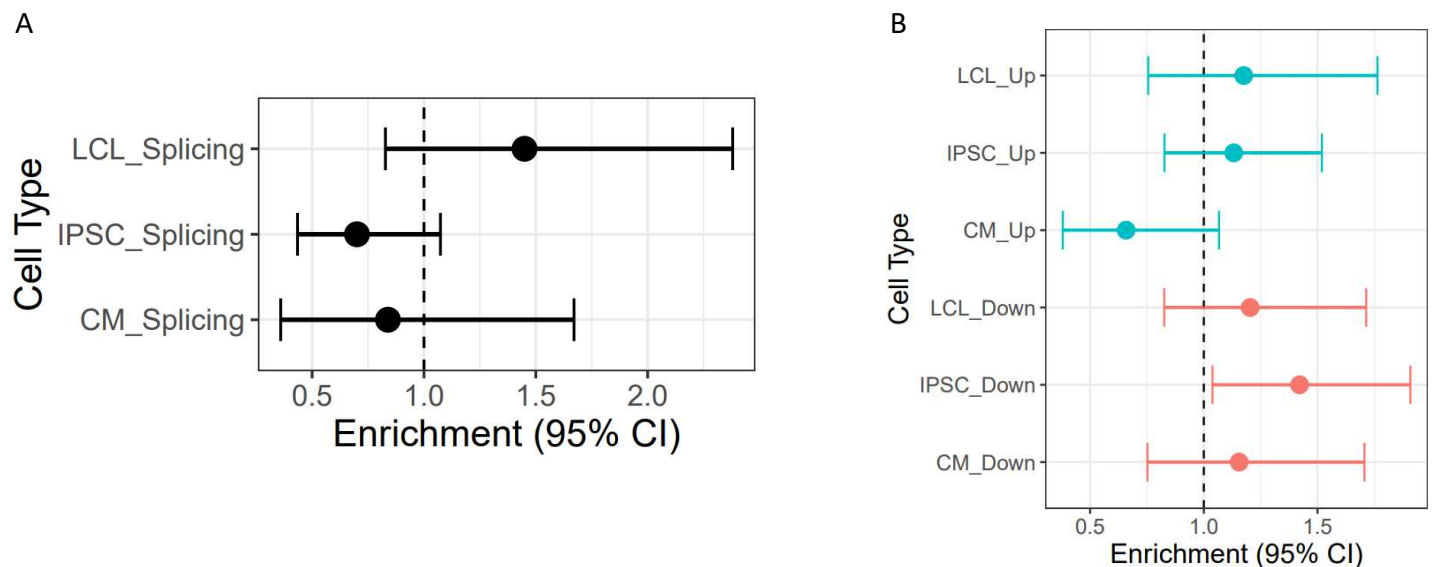 A
Cell Type
LCL_Splicing
IPSC_Splicing
CM_Splicing
0.5 1.0 1.5 2.0
Enrichment (95% CI)
B
Cell Type
LCL_Up
IPSC_Up
CM_Up
LCL_Down
IPSC_Down
CM_Down
0.5 1.0 1.5
Enrichment (95% CI)